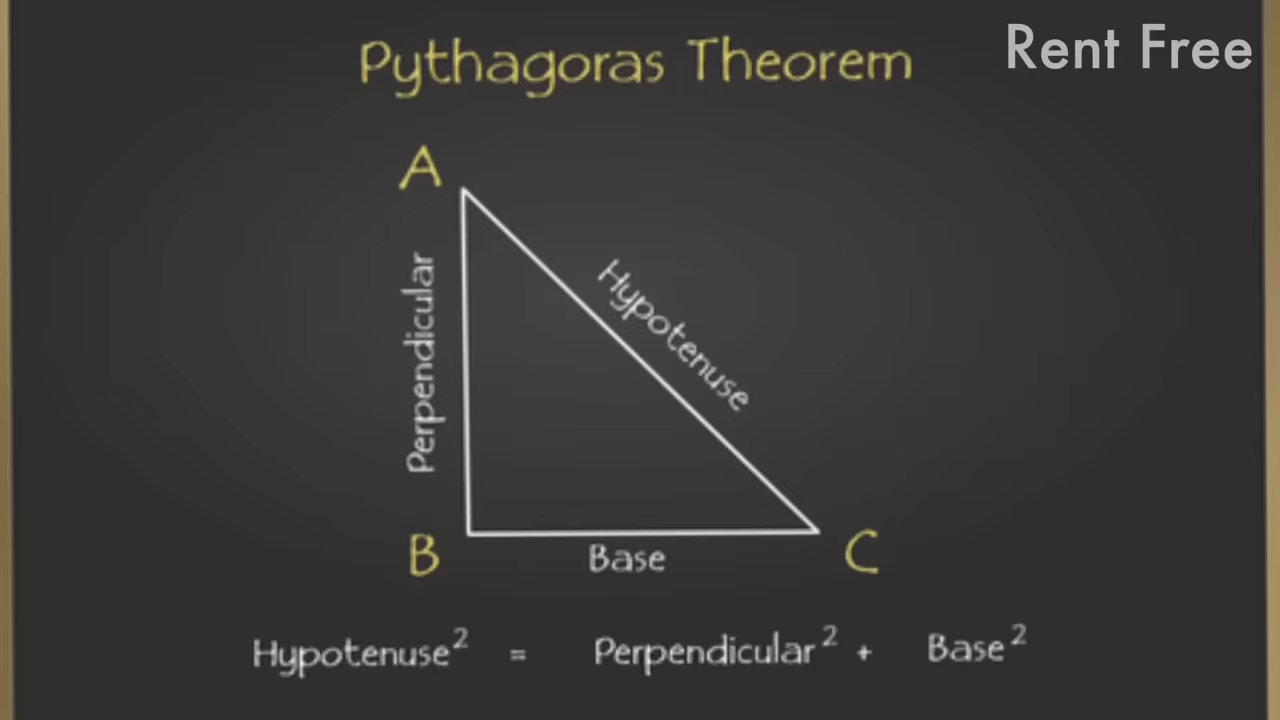 Rent Free
Pythagoras Theorem
A
Perpendicular
Hypotenuse
B
Base
C
Hypotenuse² = Perpendicular² + Base²